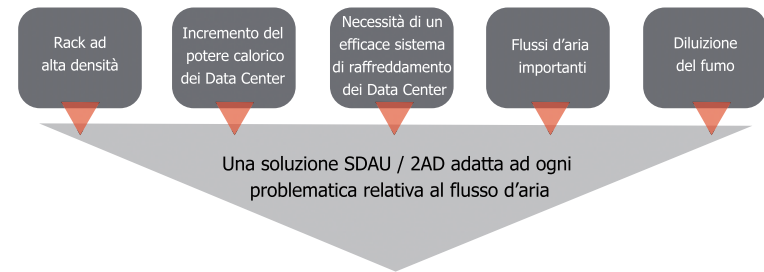 Rack ad
alta densità
Incremento del
potere calorico
dei Data Center
Necessità di un
efficace sistema
di raffreddamento
dei Data Center
Flussi d'aria
importanti
Diluizione
del fumo
Una soluzione SDAU / 2AD adatta ad ogni
problematica relativa al flusso d'aria